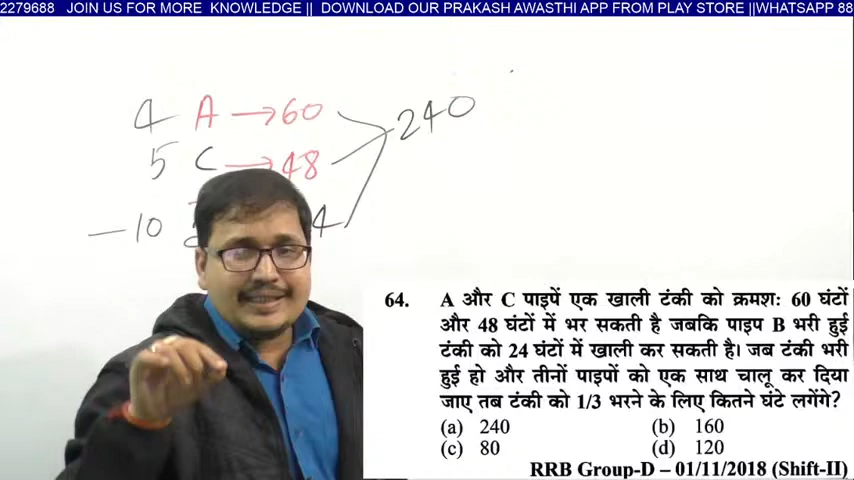 2279688 JOIN US FOR MORE KNOWLEDGE || DOWNLOAD OUR PRAKASH AWASTHI APP FROM PLAY STORE ||WHATSAPP 88
4 A → 60
240
5 C → 48
-10 4
64. A और C पाइपें एक खाली टंकी को क्रमश: 60 घंटों
और 48 घंटों में भर सकती है जबकि पाइप B भरी हुई
टंकी को 24 घंटों में खाली कर सकती है। जब टंकी भरी
हुई हो और तीनों पाइपों को एक साथ चालू कर दिया
जाए तब टंकी को 1/3 भरने के लिए कितने घंटे लगेंगे?
(a) 240 (b) 160
(c) 80 (d) 120
RRB Group-D – 01/11/2018 (Shift-II)